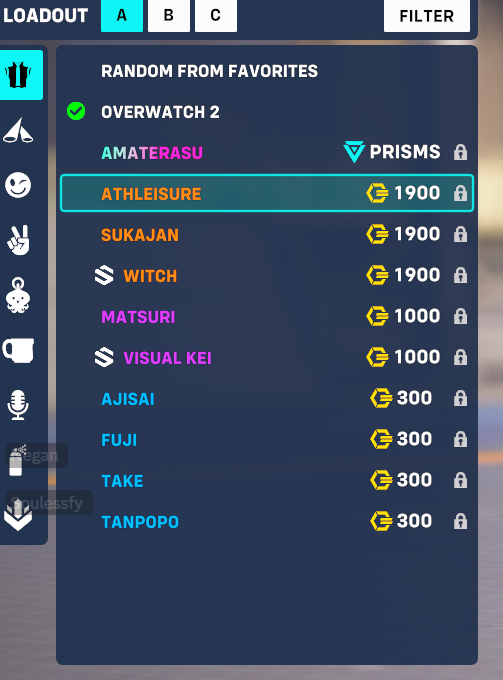 LOADOUT A B C FILTER
RANDOM FROM FAVORITES
OVERWATCH 2
AMATERASU PRISMS
ATHLEISURE 1900
SUKAJAN 1900
WITCH 1900
MATSURI 1000
VISUAL KEI 1000
AJISAI 300
FUJI 300
TAKE 300
TANPOPO 300